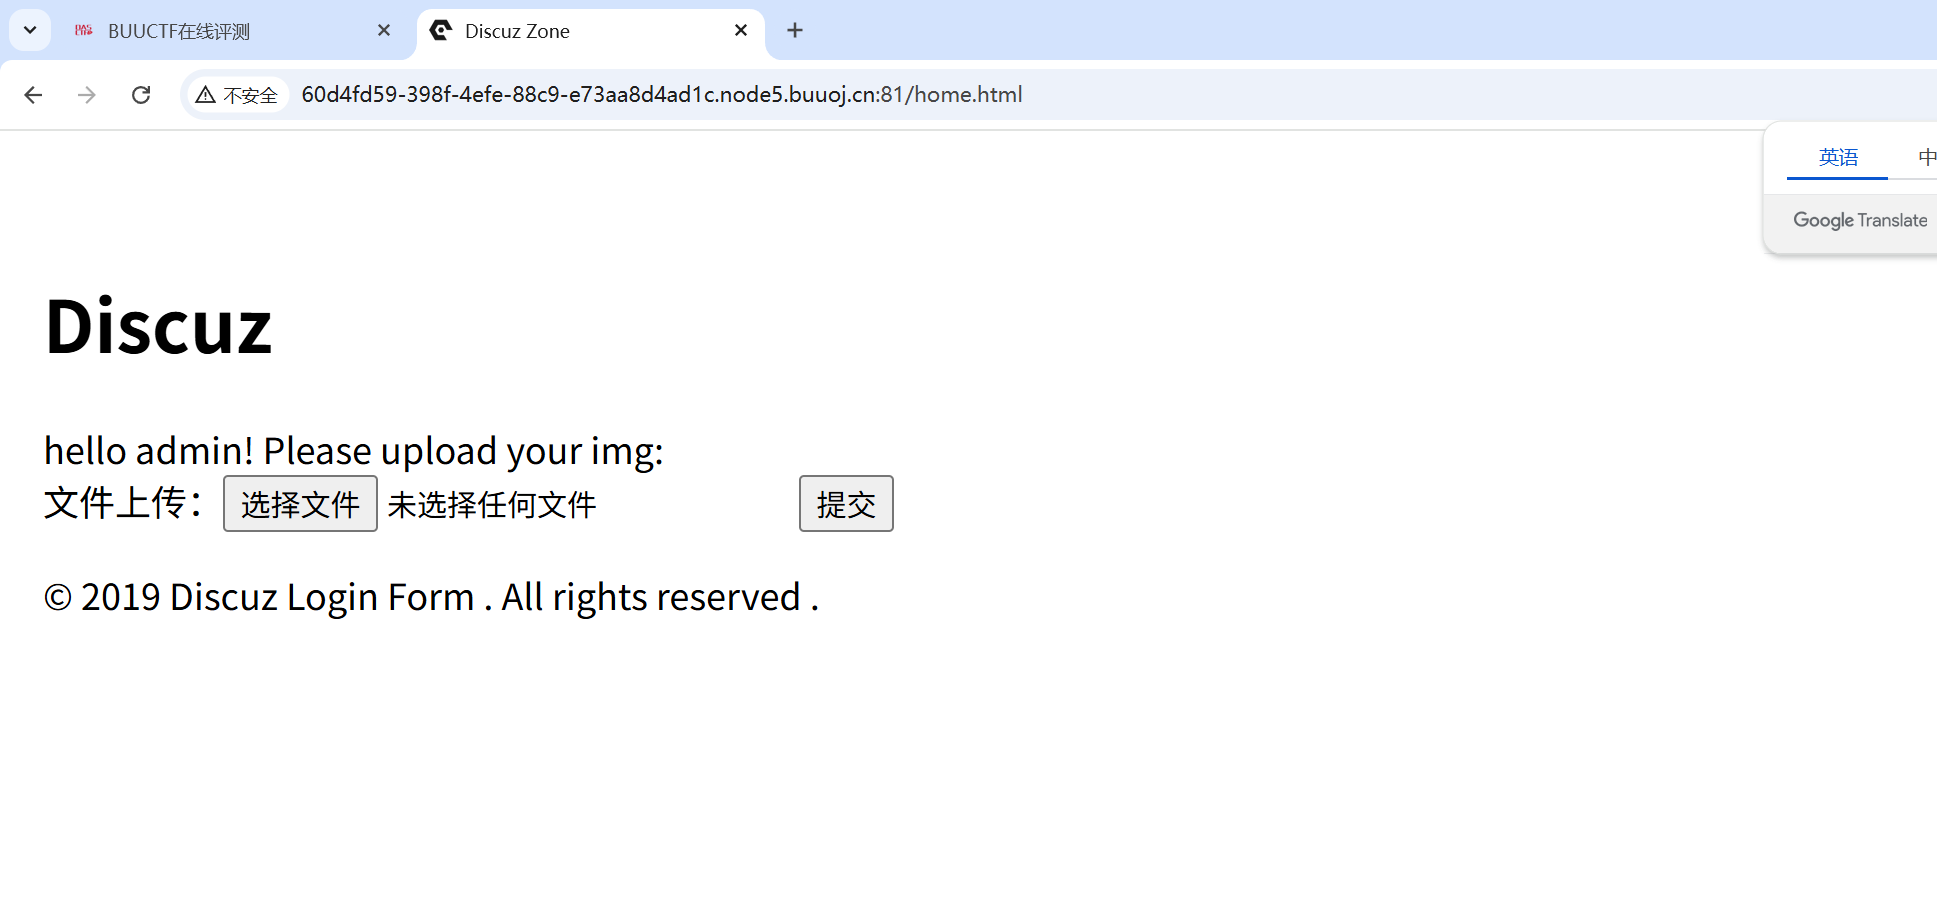 BUUCTF在线评测
Discuz Zone
不安全
60d4fd59-398f-4efe-88c9-e73aa8d4ad1c.node5.buuoj.cn:81/home.html
英语 中
Google Translate
Discuz
hello admin! Please upload your img:
文件上传： 选择文件 未选择任何文件 提交
© 2019 Discuz Login Form . All rights reserved .